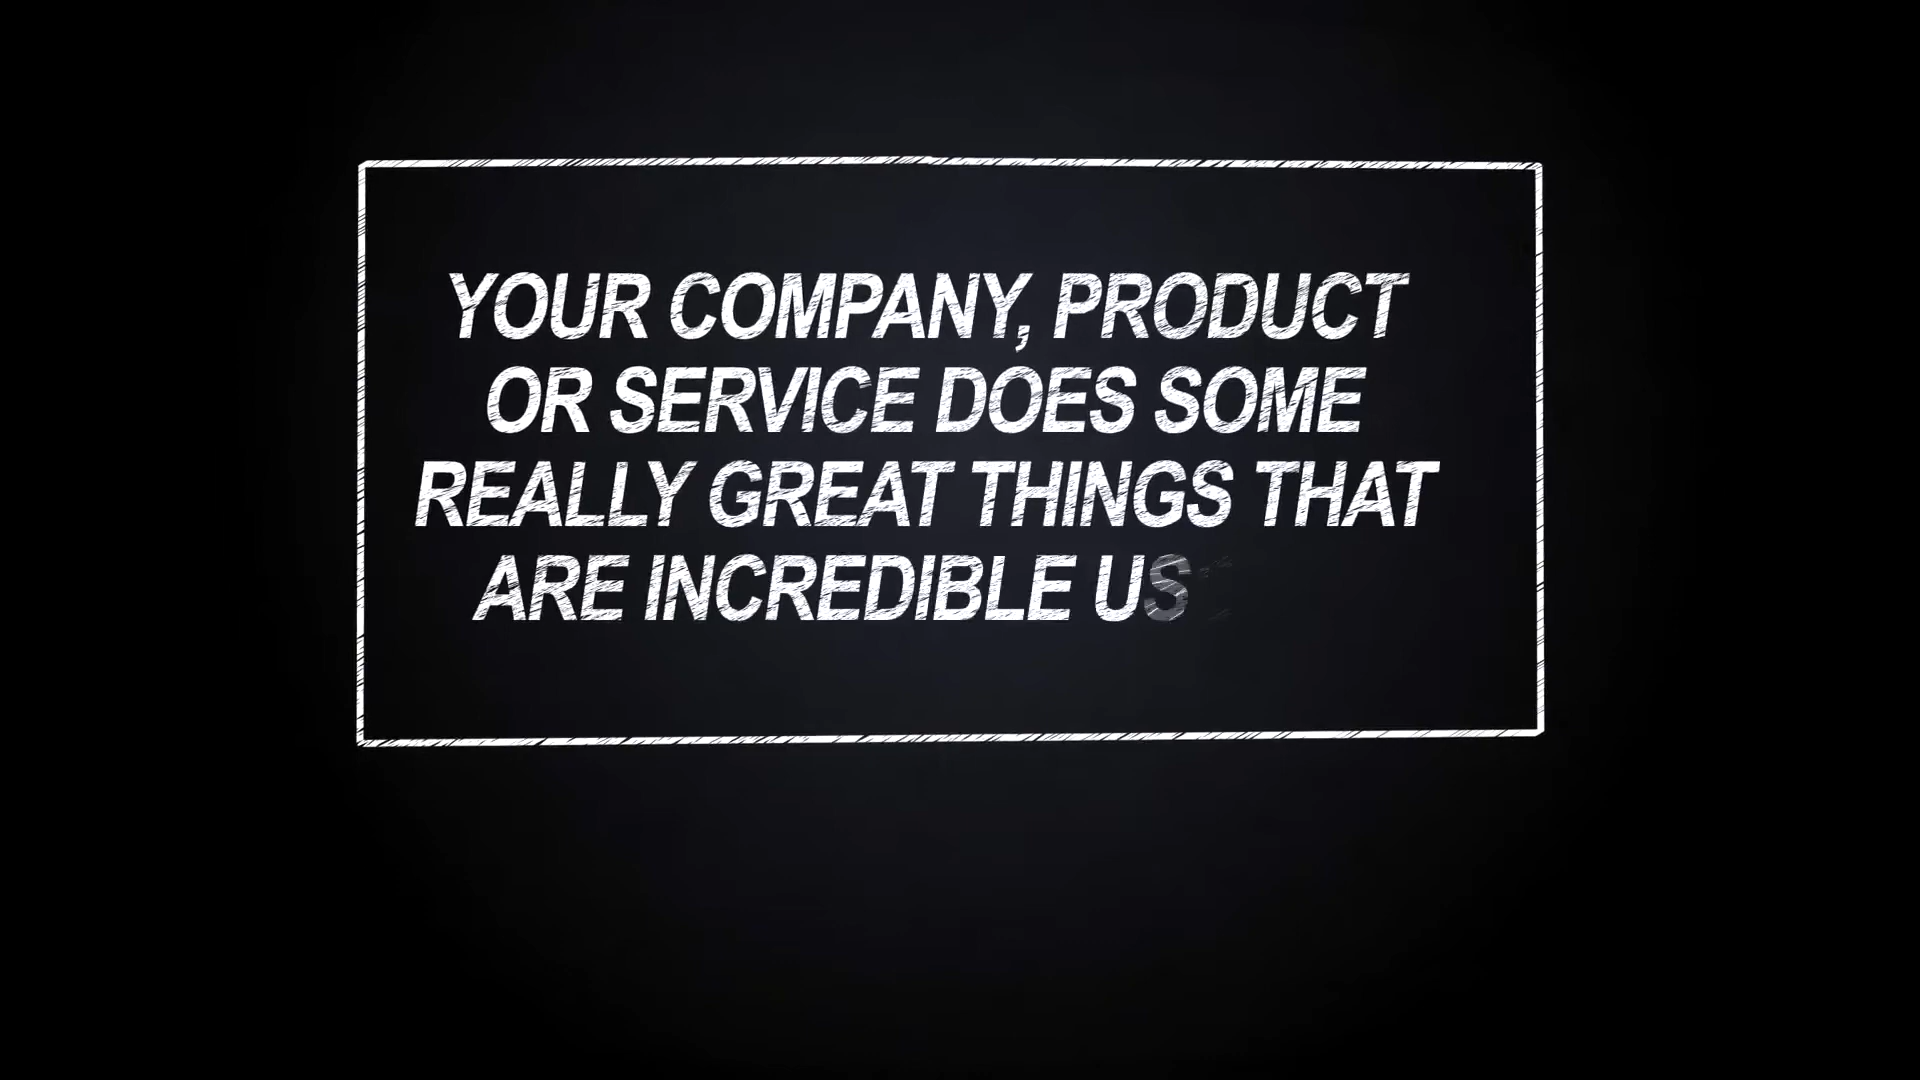 YOUR COMPANY, PRODUCT
OR SERVICE DOES SOME
REALLY GREAT THINGS THAT
ARE INCREDIBLE US